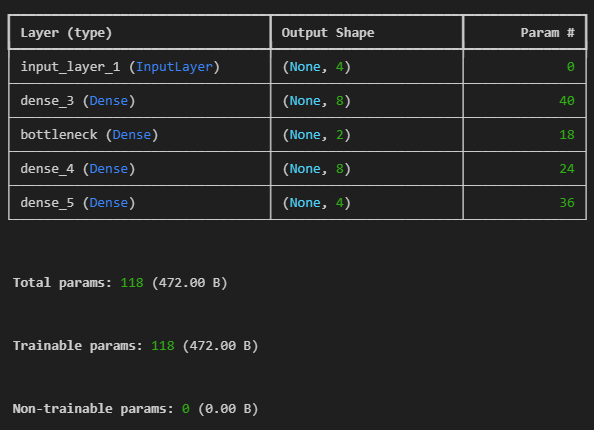 Layer (type) Output Shape Param #
input_layer_1 (InputLayer) (None, 4) 0
dense_3 (Dense) (None, 8) 40
bottleneck (Dense) (None, 2) 18
dense_4 (Dense) (None, 8) 24
dense_5 (Dense) (None, 4) 36
Total params: 118 (472.00 B)
Trainable params: 118 (472.00 B)
Non-trainable params: 0 (0.00 B)